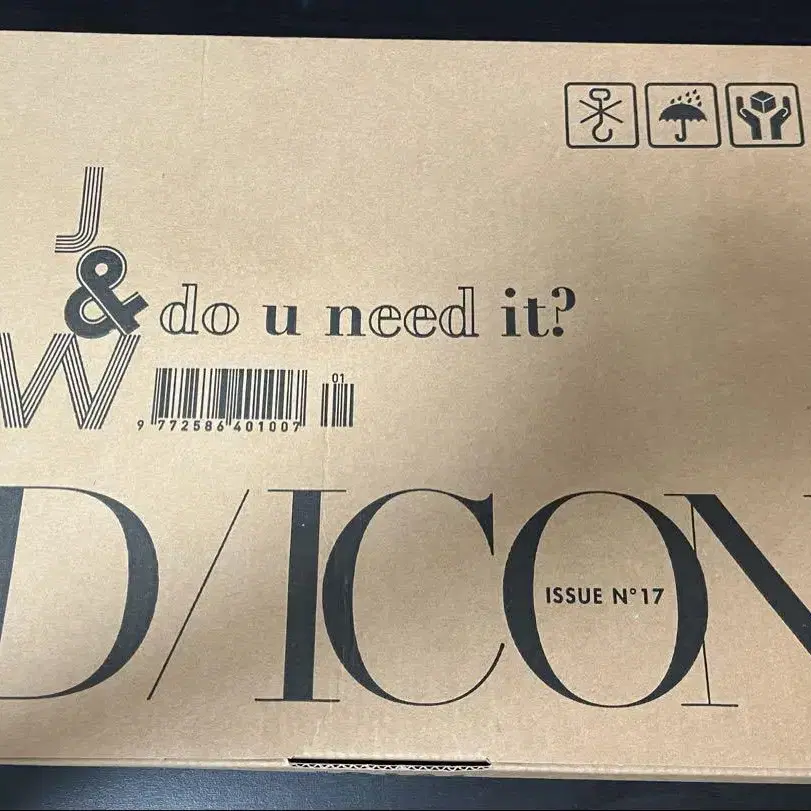 J
&
W
do u need it?
01
9 772586 401007
D/ICON
ISSUE N°17